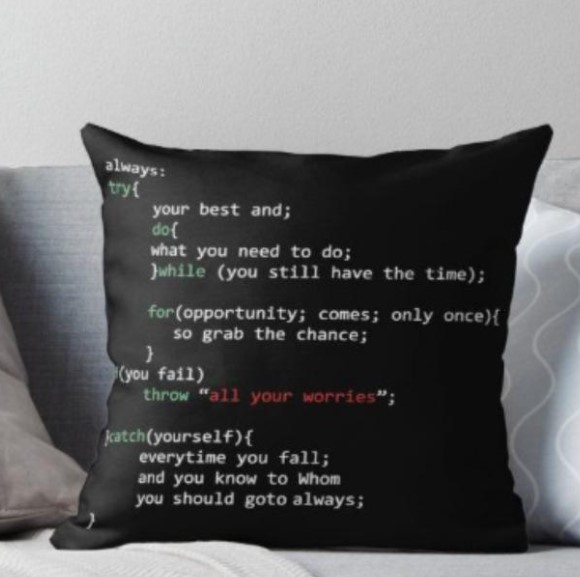 always:
try{
your best and;
do{
what you need to do;
}while (you still have the time);
for(opportunity; comes; only once){
so grab the chance;
}
(you fail)
throw “all your worries”;
}catch(yourself){
everytime you fall;
and you know to Whom
you should goto always;
}